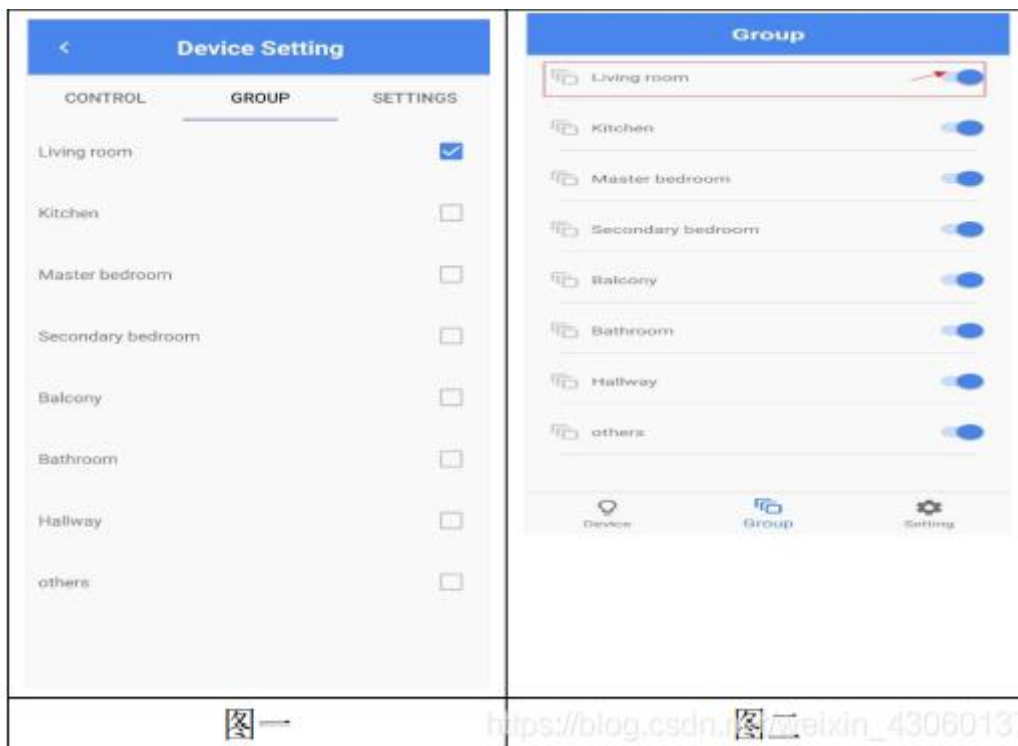 Device Setting
CONTROL GROUP SETTINGS
Living room
Kitchen
Master bedroom
Secondary bedroom
Balcony
Bathroom
Hallway
others
图一
Group
Living room
Kitchen
Master bedroom
Secondary bedroom
Balcony
Bathroom
Hallway
others
Device Group Setting
图二